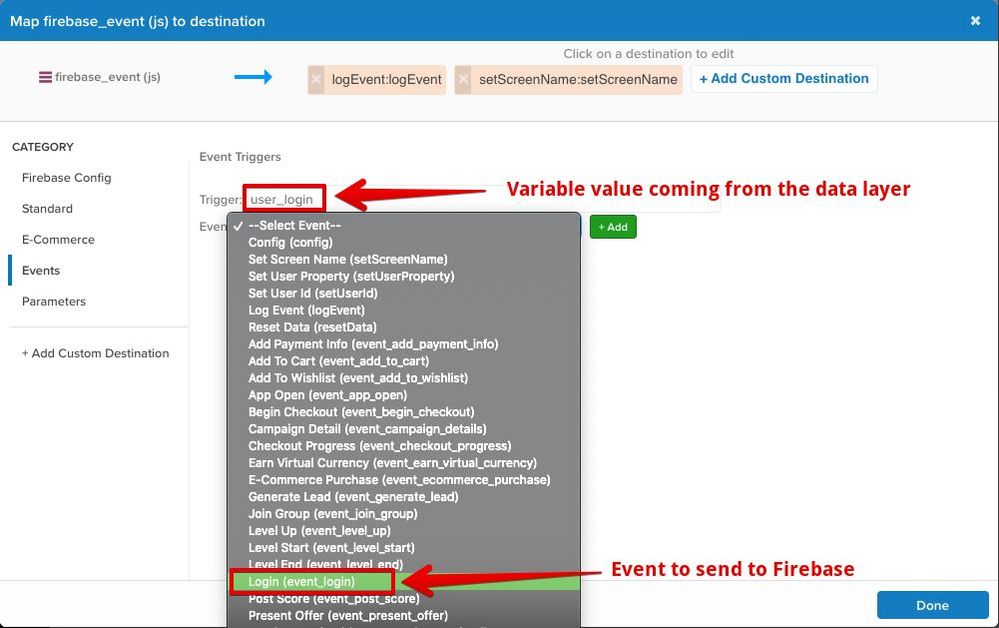 Map firebase_event (js) to destination ×
Click on a destination to edit
firebase_event (js)
× logEvent:logEvent × setScreenName:setScreenName + Add Custom Destination
CATEGORY
Firebase Config
Standard
E-Commerce
Events
Parameters
+ Add Custom Destination
Event Triggers
Trigger: user_login
Variable value coming from the data layer
Even
✓ --Select Event--
+ Add
Config (config)
Set Screen Name (setScreenName)
Set User Property (setUserProperty)
Set User Id (setUserId)
Log Event (logEvent)
Reset Data (resetData)
Add Payment Info (event_add_payment_info)
Add To Cart (event_add_to_cart)
Add To Wishlist (event_add_to_wishlist)
App Open (event_app_open)
Begin Checkout (event_begin_checkout)
Campaign Detail (event_campaign_details)
Checkout Progress (event_checkout_progress)
Earn Virtual Currency (event_earn_virtual_currency)
E-Commerce Purchase (event_ecommerce_purchase)
Generate Lead (event_generate_lead)
Join Group (event_join_group)
Level Up (event_level_up)
Level Start (event_level_start)
Level End (event_level_end)
Login (event_login)
Event to send to Firebase
Post Score (event_post_score)
Present Offer (event_present_offer)
Done